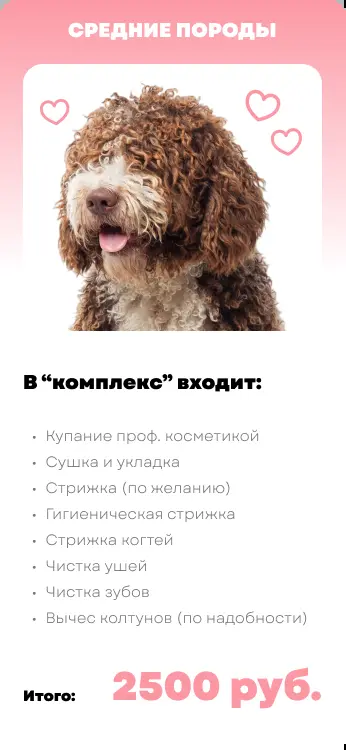 СРЕДНИЕ ПОРОДЫ
В “комплекс” входит:
• Купание проф. косметикой
• Сушка и укладка
• Стрижка (по желанию)
• Гигиеническая стрижка
• Стрижка когтей
• Чистка ушей
• Чистка зубов
• Вычес колтунов (по надобности)
Итого: 2500 руб.